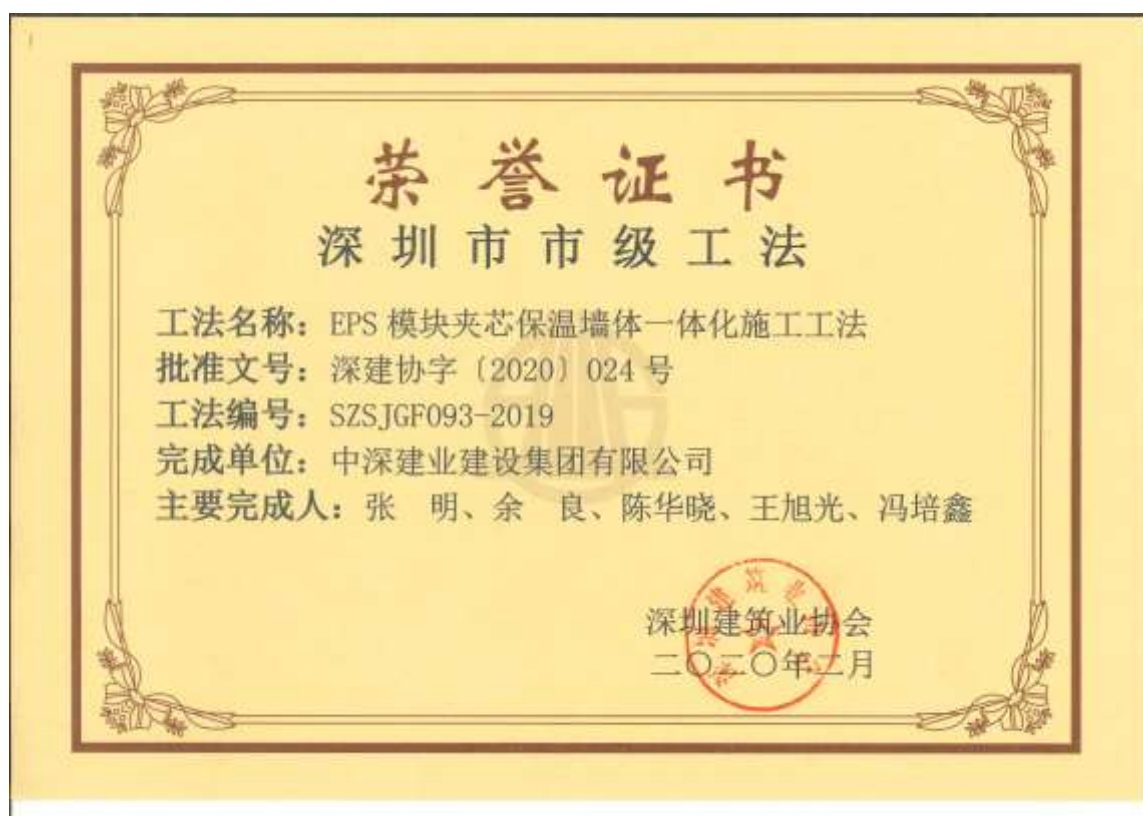 荣誉证书
深圳市市级工法
工法名称：EPS 模块夹芯保温墙体一体化施工工法
批准文号：深建协字〔2020〕024 号
工法编号：SZSJGF093-2019
完成单位：中深建业建设集团有限公司
主要完成人：张　明、余　良、陈华晓、王旭光、冯培鑫
深圳建筑业协会
二〇二〇年二月